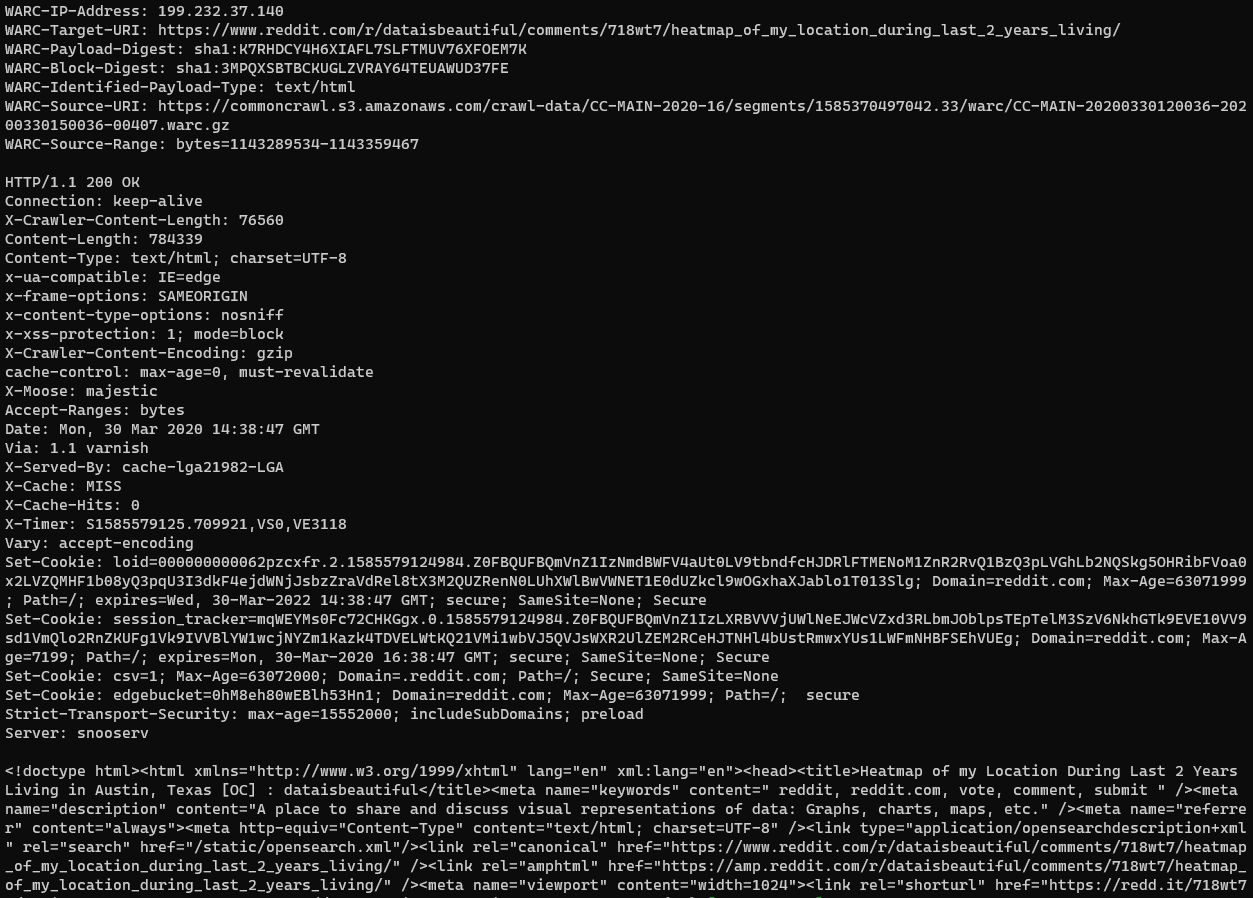 WARC-IP-Address: 199.232.37.140
WARC-Target-URI: https://www.reddit.com/r/dataisbeautiful/comments/718wt7/heatmap_of_my_location_during_last_2_years_living/
WARC-Payload-Digest: sha1:K7RHDCY4H6XIAFL7SLFTMUV76XFOEM7K
WARC-Block-Digest: sha1:3MPQXSBTBCKUGLZVRAY64TEUAWUD37FE
WARC-Identified-Payload-Type: text/html
WARC-Source-URI: https://commoncrawl.s3.amazonaws.com/crawl-data/CC-MAIN-2020-16/segments/1585370497042.33/warc/CC-MAIN-20200330120036-202
00330150036-00407.warc.gz
WARC-Source-Range: bytes=1143289534-1143359467

HTTP/1.1 200 OK
Connection: keep-alive
X-Crawler-Content-Length: 76560
Content-Length: 784339
Content-Type: text/html; charset=UTF-8
x-ua-compatible: IE=edge
x-frame-options: SAMEORIGIN
x-content-type-options: nosniff
x-xss-protection: 1; mode=block
X-Crawler-Content-Encoding: gzip
cache-control: max-age=0, must-revalidate
X-Moose: majestic
Accept-Ranges: bytes
Date: Mon, 30 Mar 2020 14:38:47 GMT
Via: 1.1 varnish
X-Served-By: cache-lga21982-LGA
X-Cache: MISS
X-Cache-Hits: 0
X-Timer: S1585579125.709921,VS0,VE3118
Vary: accept-encoding
Set-Cookie: loid=000000000062pzcxfr.2.1585579124984.Z0FBQUFBQmVnZ1IzNmdBWFV4aUt0LV9tbndfcHJDRlFTMENoM1ZnR2RvQ1BzQ3pLVGhLb2NQSkg5OHRibFVoa0
x2LVZQMHF1b08yQ3pqU3I3dkF4ejdWNjJsbzZraVdRel8tX3M2QUZRenN0LUhXWlBwVWNET1E0dUZkcl9wOGxhaXJablo1T013Slg; Domain=reddit.com; Max-Age=63071999
; Path=/; expires=Wed, 30-Mar-2022 14:38:47 GMT; secure; SameSite=None; Secure
Set-Cookie: session_tracker=mqWEYMs0Fc72CHKGgx.0.1585579124984.Z0FBQUFBQmVnZ1IzLXRBVVVjUWlNeEJWcVZxd3RLbmJOblpsTEpTelM3SzV6NkhGTk9EVE10VV9
sd1VmQlo2RnZKUFg1Vk9IVVBlYW1wcjNYZm1Kazk4TDVELWtKQ21VMi1wbVJ5QVJsWXR2UlZEM2RCeHJTNHl4bUstRmwxYUs1LWFmNHBFSEhVUEg; Domain=reddit.com; Max-A
ge=7199; Path=/; expires=Mon, 30-Mar-2020 16:38:47 GMT; secure; SameSite=None; Secure
Set-Cookie: csv=1; Max-Age=63072000; Domain=.reddit.com; Path=/; Secure; SameSite=None
Set-Cookie: edgebucket=0hM8eh80wEBlh53Hn1; Domain=reddit.com; Max-Age=63071999; Path=/;  secure
Strict-Transport-Security: max-age=15552000; includeSubDomains; preload
Server: snooserv

<!doctype html><html xmlns="http://www.w3.org/1999/xhtml" lang="en" xml:lang="en"><head><title>Heatmap of my Location During Last 2 Years
Living in Austin, Texas [OC] : dataisbeautiful</title><meta name="keywords" content=" reddit, reddit.com, vote, comment, submit " /><meta
name="description" content="A place to share and discuss visual representations of data: Graphs, charts, maps, etc." /><meta name="referre
r" content="always"><meta http-equiv="Content-Type" content="text/html; charset=UTF-8" /><link type="application/opensearchdescription+xml
" rel="search" href="/static/opensearch.xml"/><link rel="canonical" href="https://www.reddit.com/r/dataisbeautiful/comments/718wt7/heatmap
_of_my_location_during_last_2_years_living/" /><link rel="amphtml" href="https://amp.reddit.com/r/dataisbeautiful/comments/718wt7/heatmap_
of_my_location_during_last_2_years_living/" /><meta name="viewport" content="width=1024"><link rel="shorturl" href="https://redd.it/718wt7